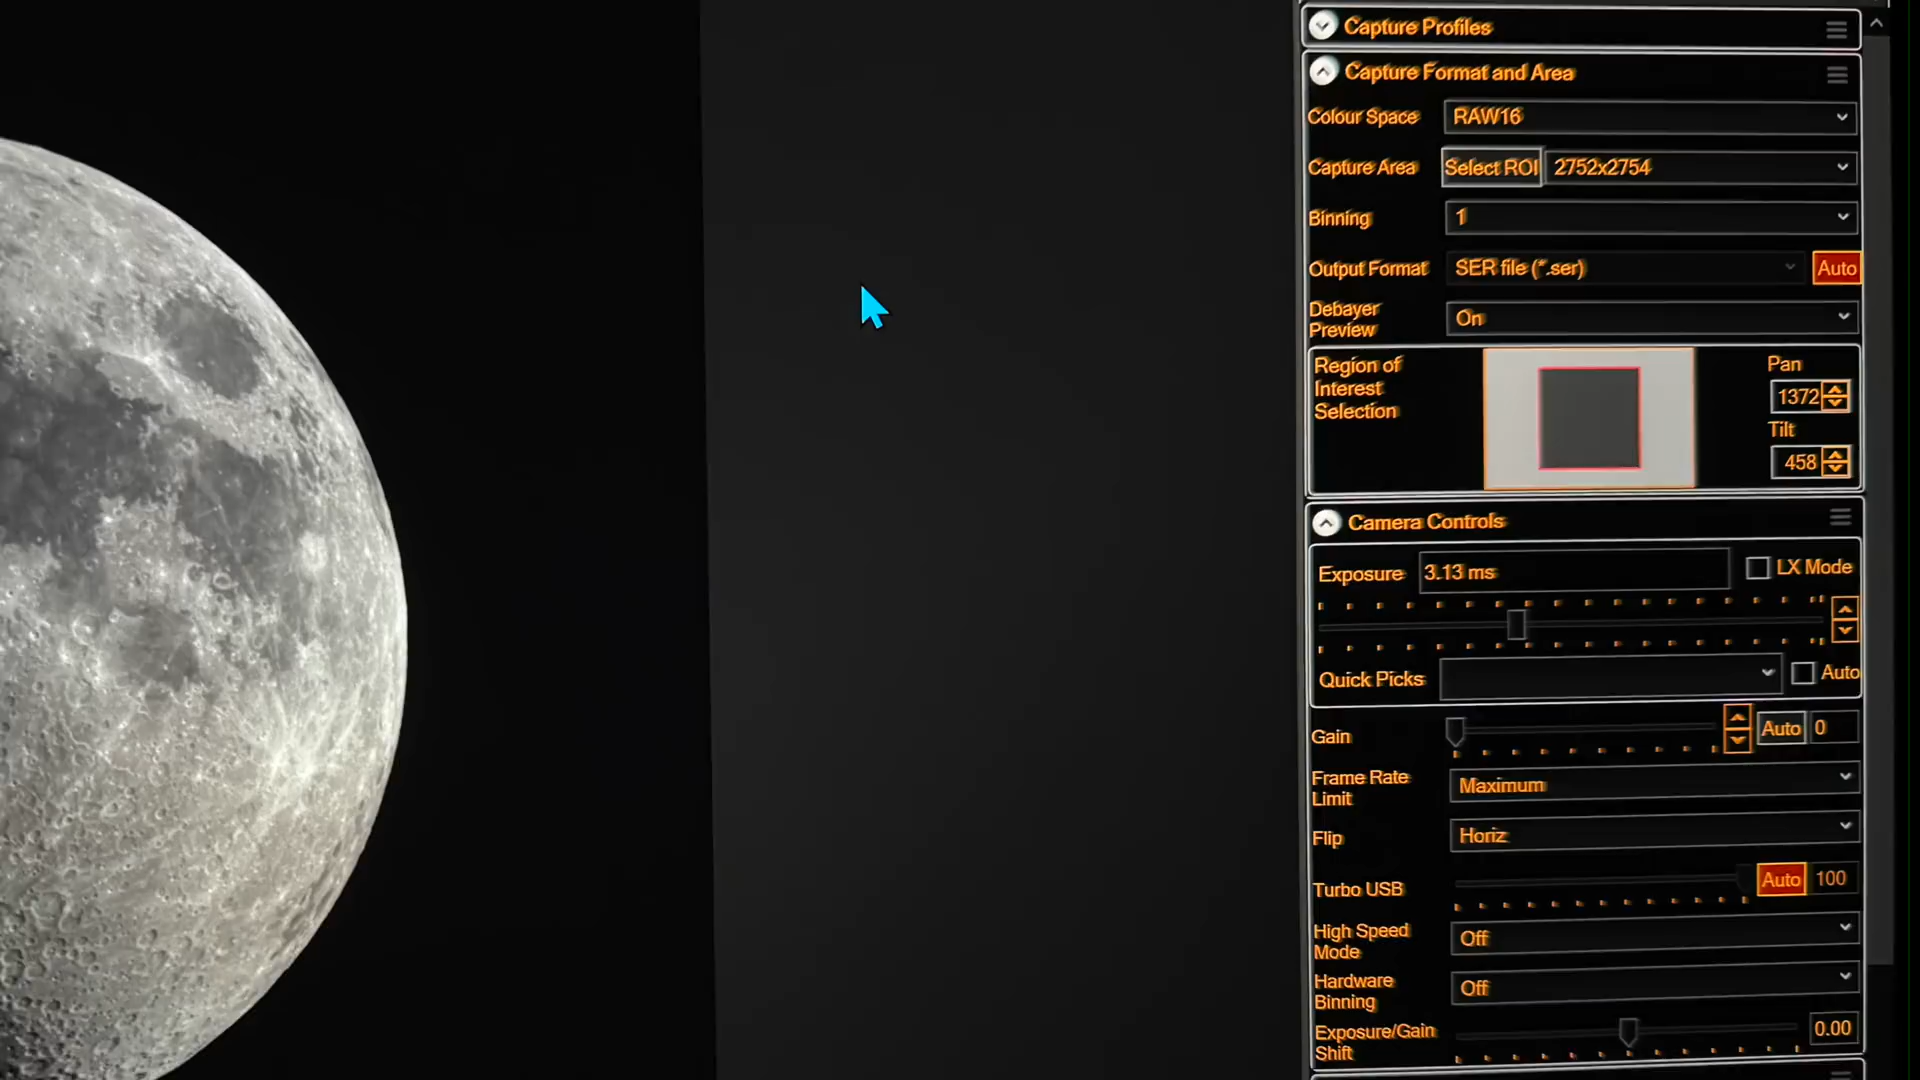 Capture Profiles
Capture Format and Area
Colour Space RAW16
Capture Area Select ROI 2752x2754
Binning 1
Output Format SER file (*.ser) Auto
Debayer
Preview On
Region of
Interest
Selection
Pan
1372
Tilt
458
Camera Controls
Exposure 3.13 ms LX Mode
Quick Picks Auto
Gain Auto 0
Frame Rate
Limit Maximum
Flip Horiz
Turbo USB Auto 100
High Speed
Mode Off
Hardware
Binning Off
Exposure/Gain
Shift 0.00